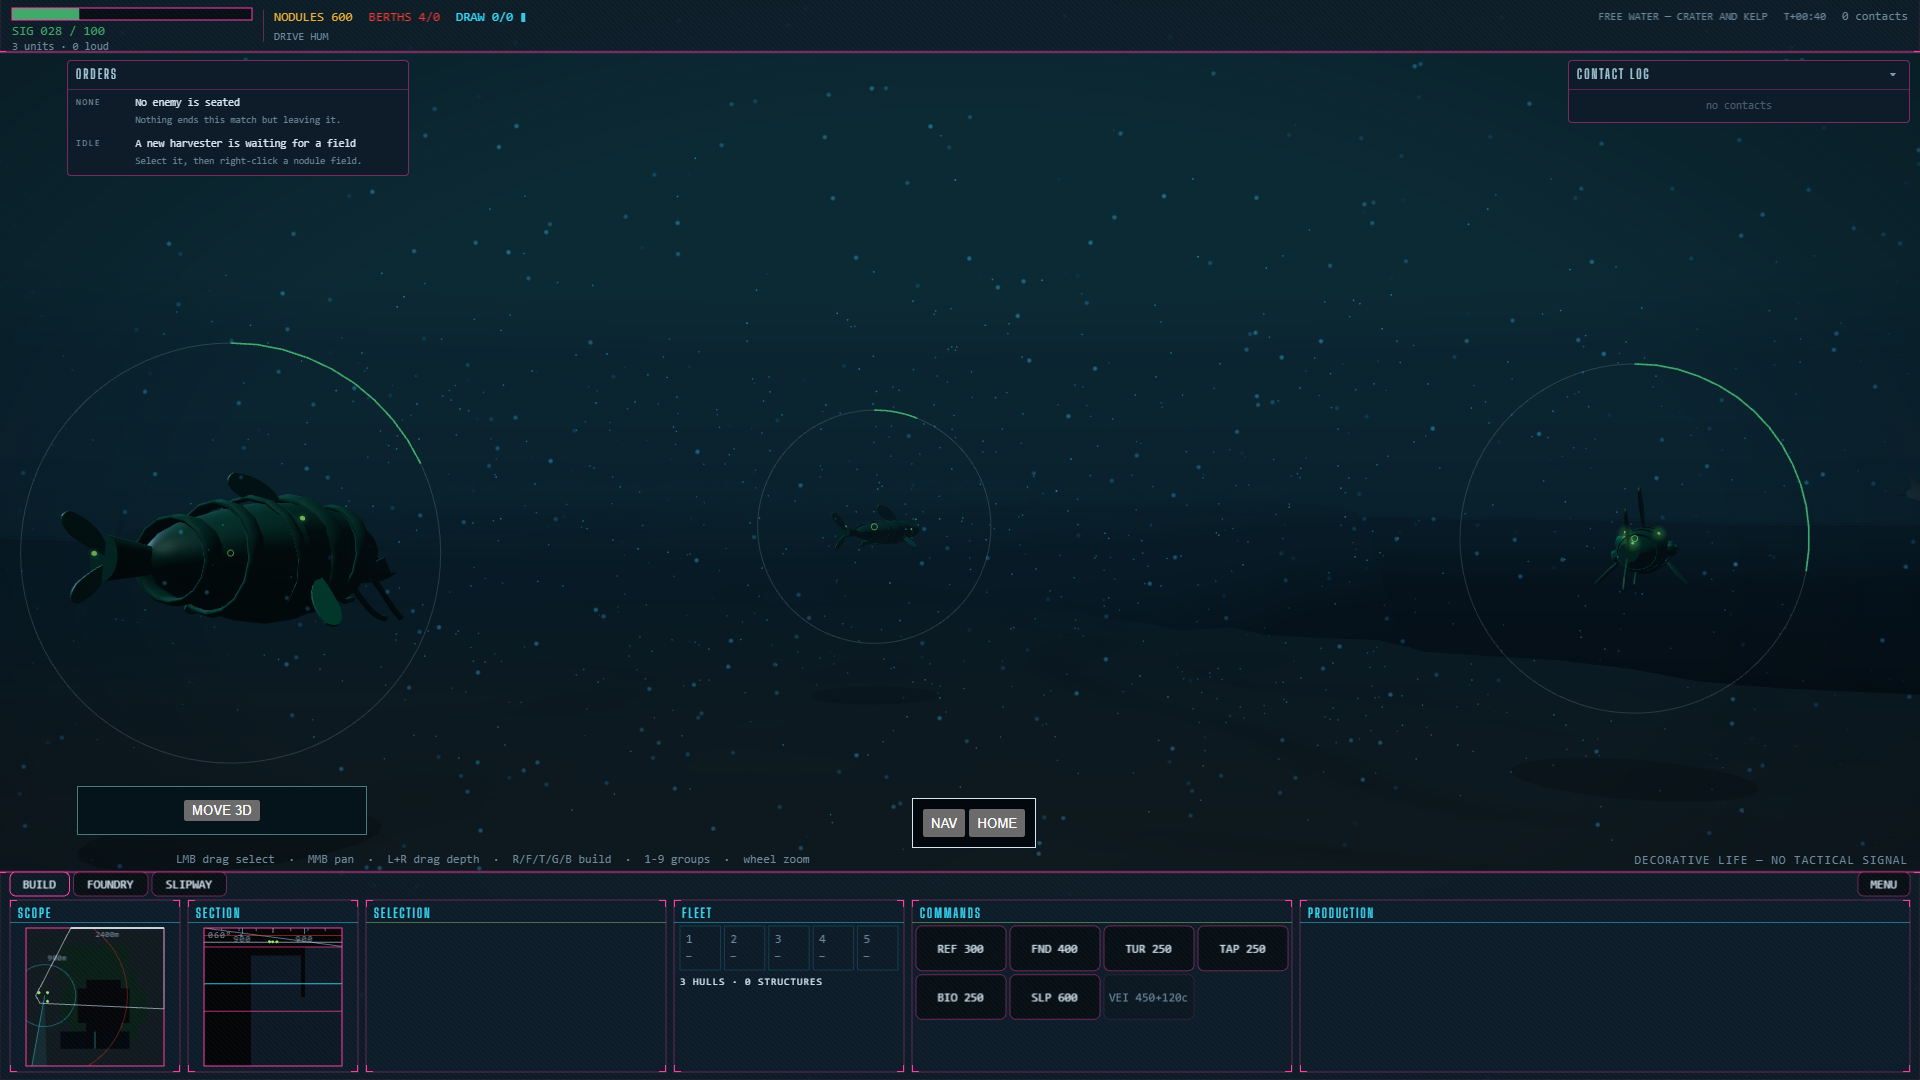 SIG 028 / 100
3 units · 0 loud
NODULES 600 BERTHS 4/0 DRAW 0/0
DRIVE HUM
FREE WATER — CRATER AND KELP T+00:40 0 contacts
ORDERS
NONE No enemy is seated
Nothing ends this match but leaving it.
IDLE A new harvester is waiting for a field
Select it, then right-click a nodule field.
CONTACT LOG
no contacts
MOVE 3D
NAV HOME
LMB drag select · MMB pan · L+R drag depth · R/F/T/G/B build · 1-9 groups · wheel zoom
DECORATIVE LIFE — NO TACTICAL SIGNAL
BUILD FOUNDRY SLIPWAY MENU
SCOPE
2400m
900m
SECTION
060°
900 900
SELECTION
FLEET
1 2 3 4 5
– – – – –
3 HULLS · 0 STRUCTURES
COMMANDS
REF 300 FND 400 TUR 250 TAP 250
BIO 250 SLP 600 VEI 450+120c
PRODUCTION